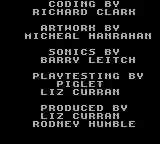 CODING BY
RICHARD CLARK
ARTWORK BY
MICHEAL HANRAHAN
SONICS BY
BARRY LEITCH
PLAYTESTING BY
PIGLET
LIZ CURRAN
PRODUCED BY
LIZ CURRAN
RODNEY HUMBLE